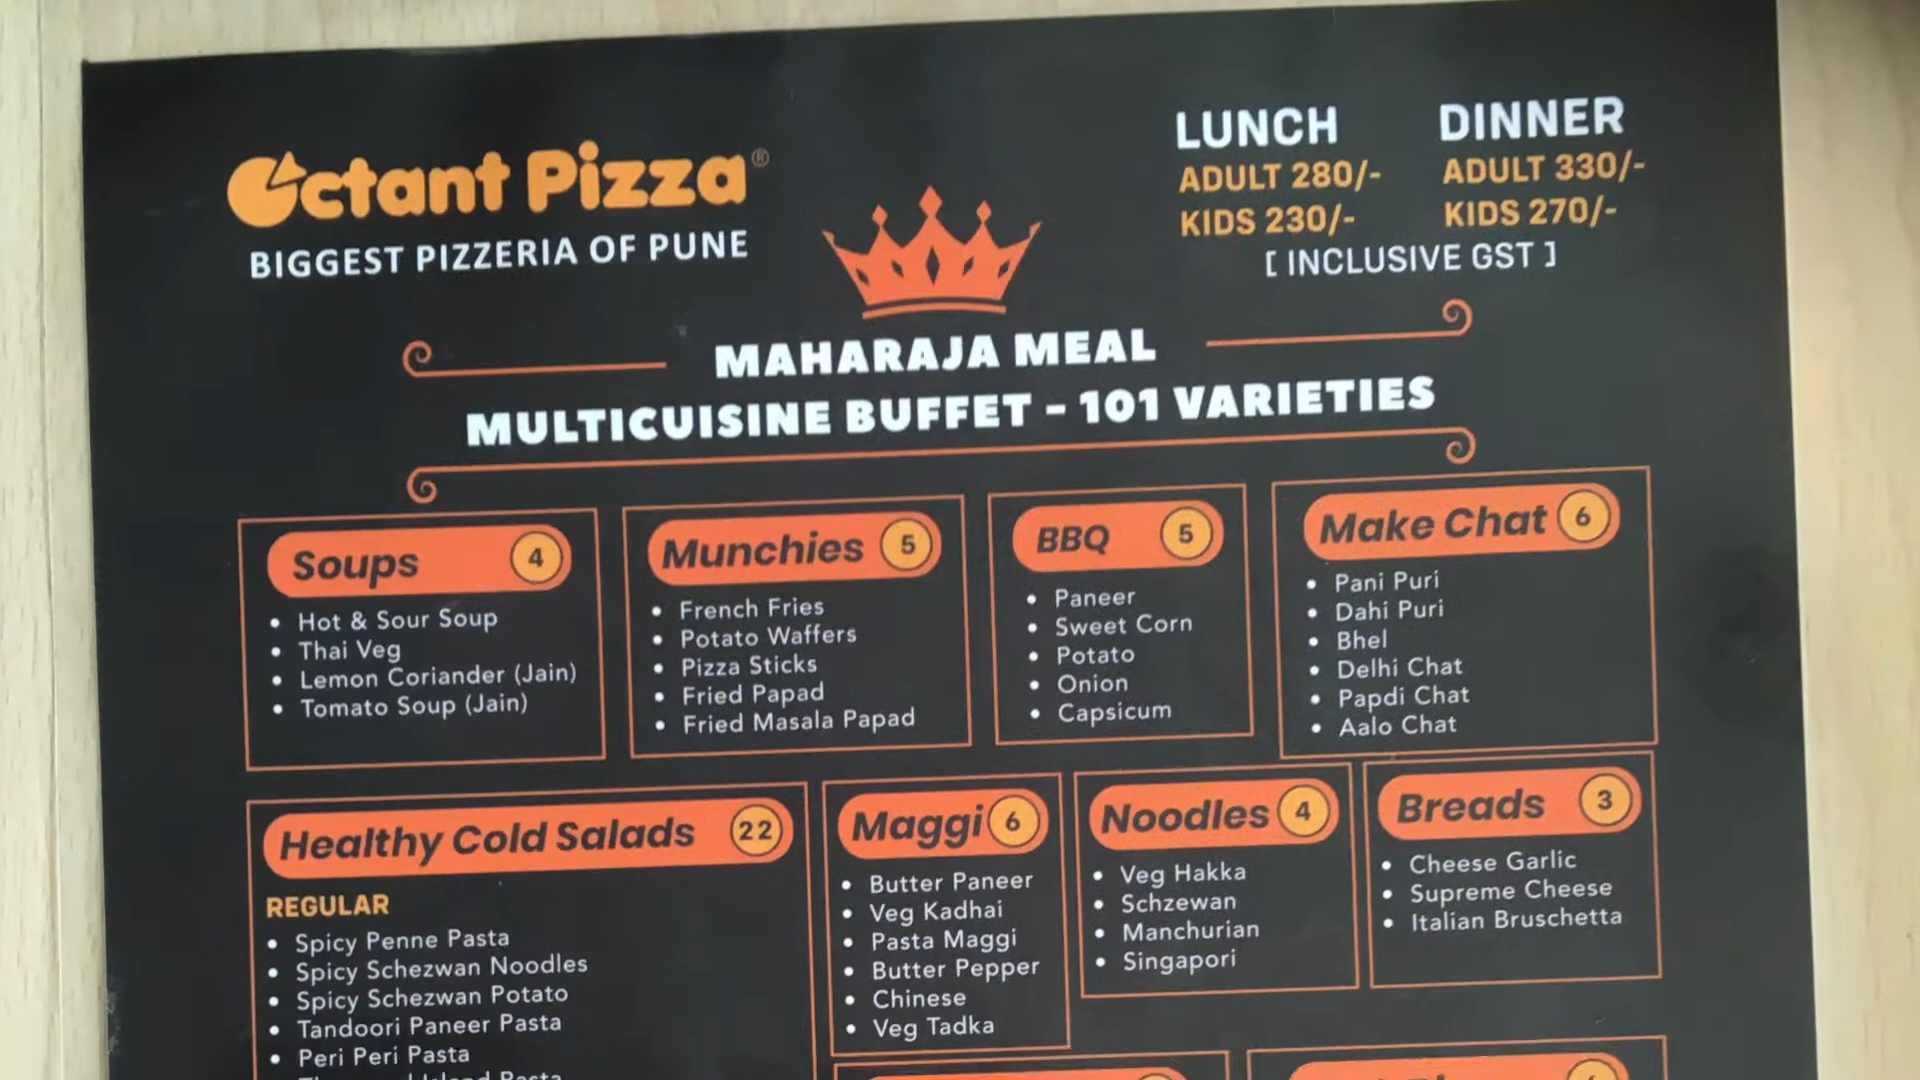 Octant Pizza®
BIGGEST PIZZERIA OF PUNE
LUNCH
ADULT 280/-
KIDS 230/-
DINNER
ADULT 330/-
KIDS 270/-
[ INCLUSIVE GST ]
MAHARAJA MEAL
MULTICUISINE BUFFET - 101 VARIETIES
Soups 4
• Hot & Sour Soup
• Thai Veg
• Lemon Coriander (Jain)
• Tomato Soup (Jain)
Munchies 5
• French Fries
• Potato Waffers
• Pizza Sticks
• Fried Papad
• Fried Masala Papad
BBQ 5
• Paneer
• Sweet Corn
• Potato
• Onion
• Capsicum
Make Chat 6
• Pani Puri
• Dahi Puri
• Bhel
• Delhi Chat
• Papdi Chat
• Aalo Chat
Healthy Cold Salads 22
REGULAR
• Spicy Penne Pasta
• Spicy Schezwan Noodles
• Spicy Schezwan Potato
• Tandoori Paneer Pasta
• Peri Peri Pasta
Maggi 6
• Butter Paneer
• Veg Kadhai
• Pasta Maggi
• Butter Pepper
• Chinese
• Veg Tadka
Noodles 4
• Veg Hakka
• Schzewan
• Manchurian
• Singapori
Breads 3
• Cheese Garlic
• Supreme Cheese
• Italian Bruschetta